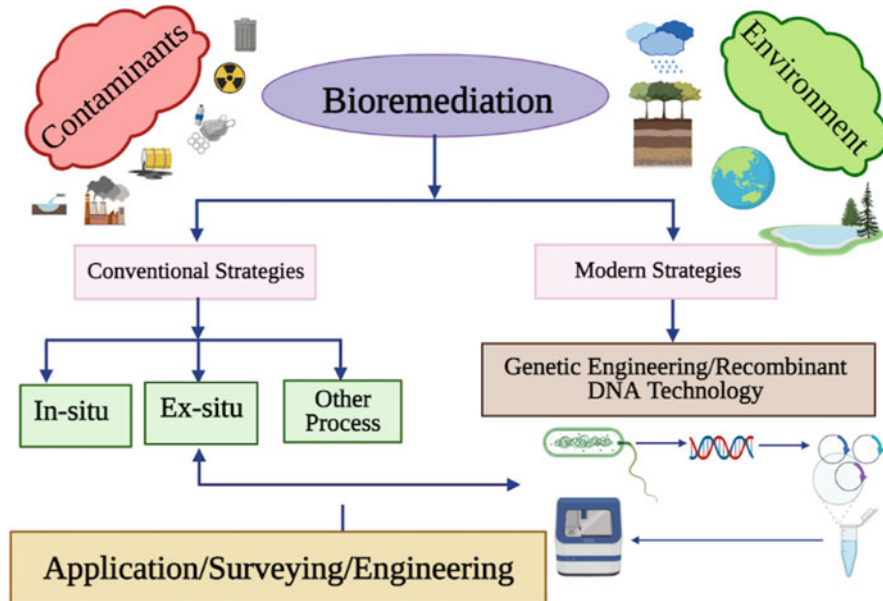 Contaminants
Bioremediation
Environment
Conventional Strategies
Modern Strategies
In-situ
Ex-situ
Other
Process
Genetic Engineering/Recombinant
DNA Technology
Application/Surveying/Engineering